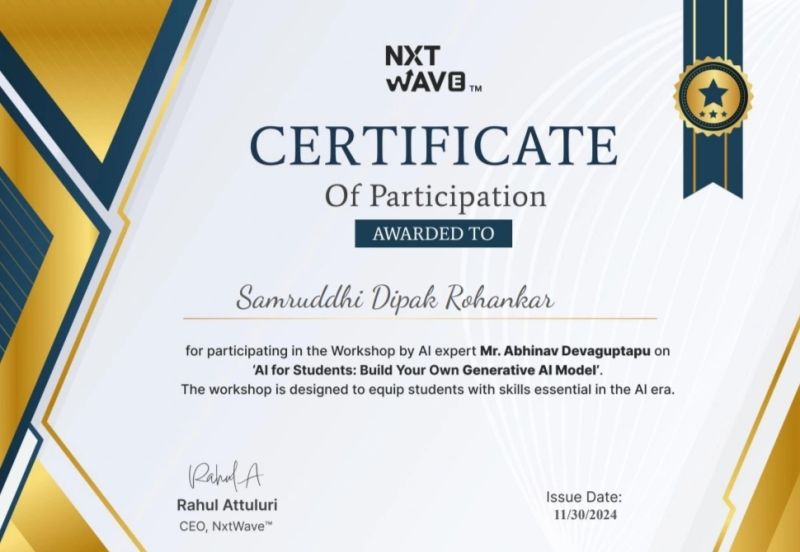 NXT
WAVE™
CERTIFICATE
Of Participation
AWARDED TO
Samruddhi Dipak Rohankar
for participating in the Workshop by AI expert Mr. Abhinav Devaguptapu on
‘AI for Students: Build Your Own Generative AI Model’.
The workshop is designed to equip students with skills essential in the AI era.
Rahul A
Rahul Attuluri
CEO, NxtWave™
Issue Date:
11/30/2024